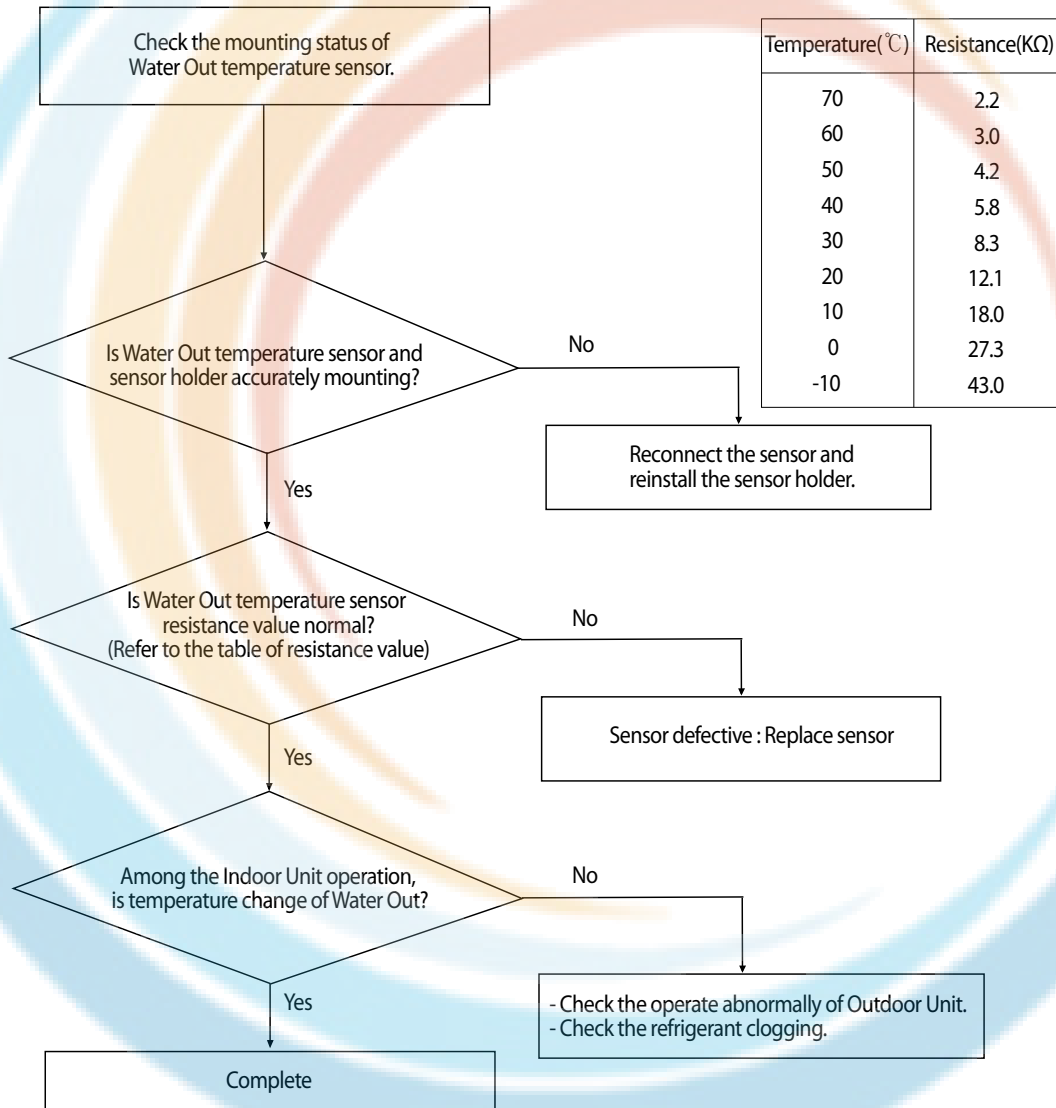 Check the mounting status of
Water Out temperature sensor.
Temperature(℃) Resistance(KΩ)
70 2.2
60 3.0
50 4.2
40 5.8
30 8.3
20 12.1
10 18.0
0 27.3
-10 43.0
Is Water Out temperature sensor and
sensor holder accurately mounting?
No
Reconnect the sensor and
reinstall the sensor holder.
Yes
Is Water Out temperature sensor
resistance value normal?
(Refer to the table of resistance value)
No
Sensor defective : Replace sensor
Yes
Among the Indoor Unit operation,
is temperature change of Water Out?
No
- Check the operate abnormally of Outdoor Unit.
- Check the refrigerant clogging.
Yes
Complete